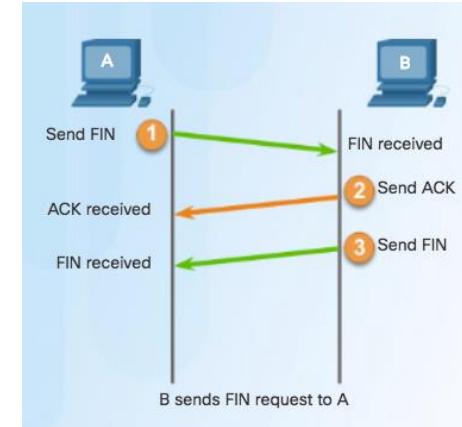 A
B
Send FIN
1
FIN received
2
Send ACK
ACK received
3
Send FIN
FIN received
B sends FIN request to A